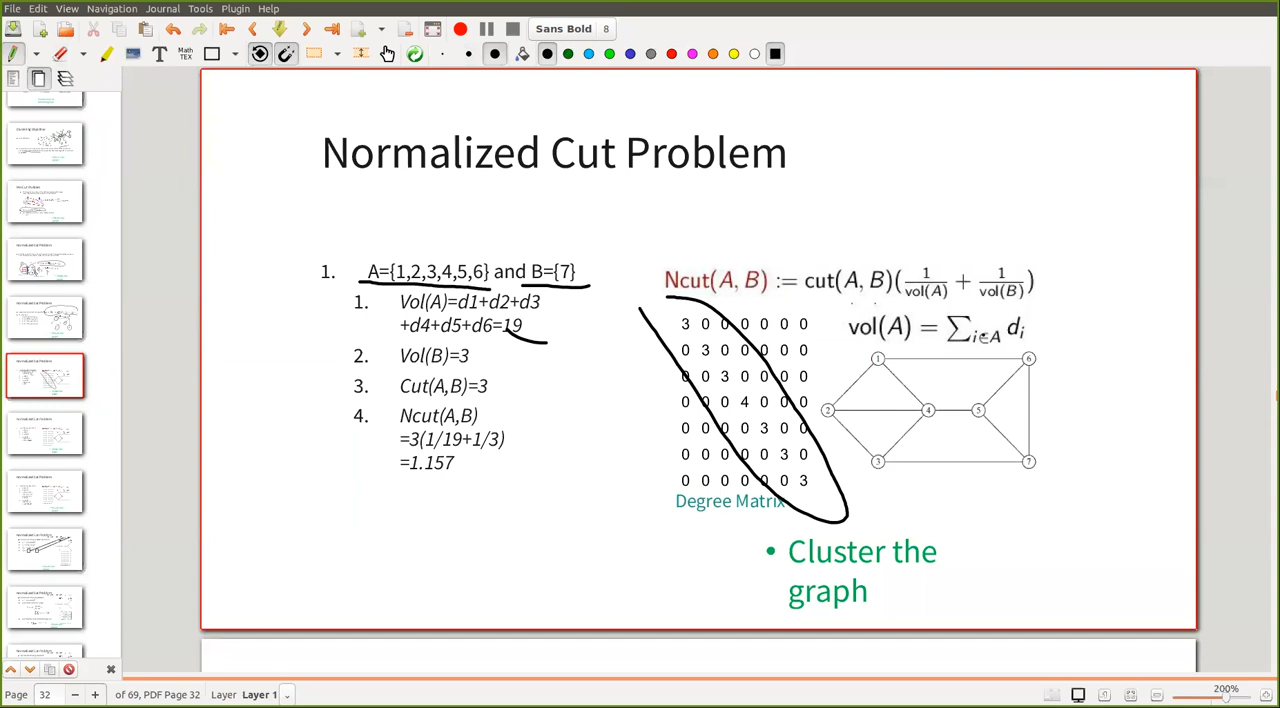 File Edit View Navigation Journal Tools Plugin Help
Sans Bold 8
T Math TEX
Normalized Cut Problem
1. A={1,2,3,4,5,6} and B={7}
1. Vol(A)=d1+d2+d3
+d4+d5+d6=19
2. Vol(B)=3
3. Cut(A,B)=3
4. Ncut(A,B)
=3(1/19+1/3)
=1.157
Ncut(A, B) := cut(A, B)(1/vol(A) + 1/vol(B))
vol(A) = ∑i∈A di
3 0 0 0 0 0 0
0 3 0 0 0 0 0
0 0 3 0 0 0 0
0 0 0 4 0 0 0
0 0 0 0 3 0 0
0 0 0 0 0 3 0
0 0 0 0 0 0 3
Degree Matrix
1 6
2 4 5
3 7
• Cluster the
graph
Page 32 of 69, PDF Page 32 Layer Layer 1
200%